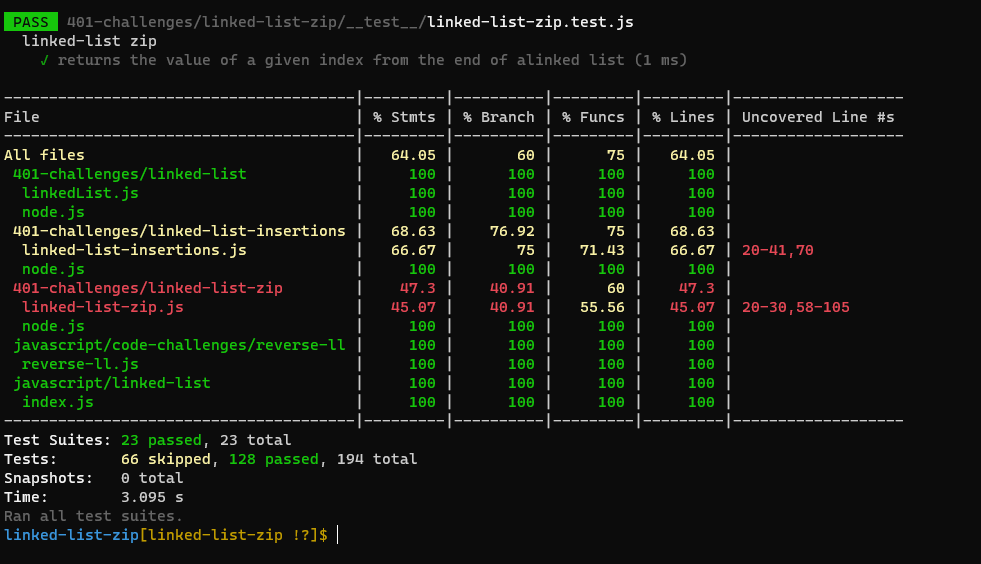 PASS 401-challenges/linked-list-zip/__test__/linked-list-zip.test.js
linked-list zip
✓ returns the value of a given index from the end of alinked list (1 ms)
---------------------------------------|---------|----------|---------|---------|-------------------
File | % Stmts | % Branch | % Funcs | % Lines | Uncovered Line #s
---------------------------------------|---------|----------|---------|---------|-------------------
All files | 64.05 | 60 | 75 | 64.05 |
401-challenges/linked-list | 100 | 100 | 100 | 100 |
linkedList.js | 100 | 100 | 100 | 100 |
node.js | 100 | 100 | 100 | 100 |
401-challenges/linked-list-insertions | 68.63 | 76.92 | 75 | 68.63 |
linked-list-insertions.js | 66.67 | 75 | 71.43 | 66.67 | 20-41,70
node.js | 100 | 100 | 100 | 100 |
401-challenges/linked-list-zip | 47.3 | 40.91 | 60 | 47.3 |
linked-list-zip.js | 45.07 | 40.91 | 55.56 | 45.07 | 20-30,58-105
node.js | 100 | 100 | 100 | 100 |
javascript/code-challenges/reverse-ll | 100 | 100 | 100 | 100 |
reverse-ll.js | 100 | 100 | 100 | 100 |
javascript/linked-list | 100 | 100 | 100 | 100 |
index.js | 100 | 100 | 100 | 100 |
---------------------------------------|---------|----------|---------|---------|-------------------
Test Suites: 23 passed, 23 total
Tests: 66 skipped, 128 passed, 194 total
Snapshots: 0 total
Time: 3.095 s
Ran all test suites.
linked-list-zip[linked-list-zip !?]$